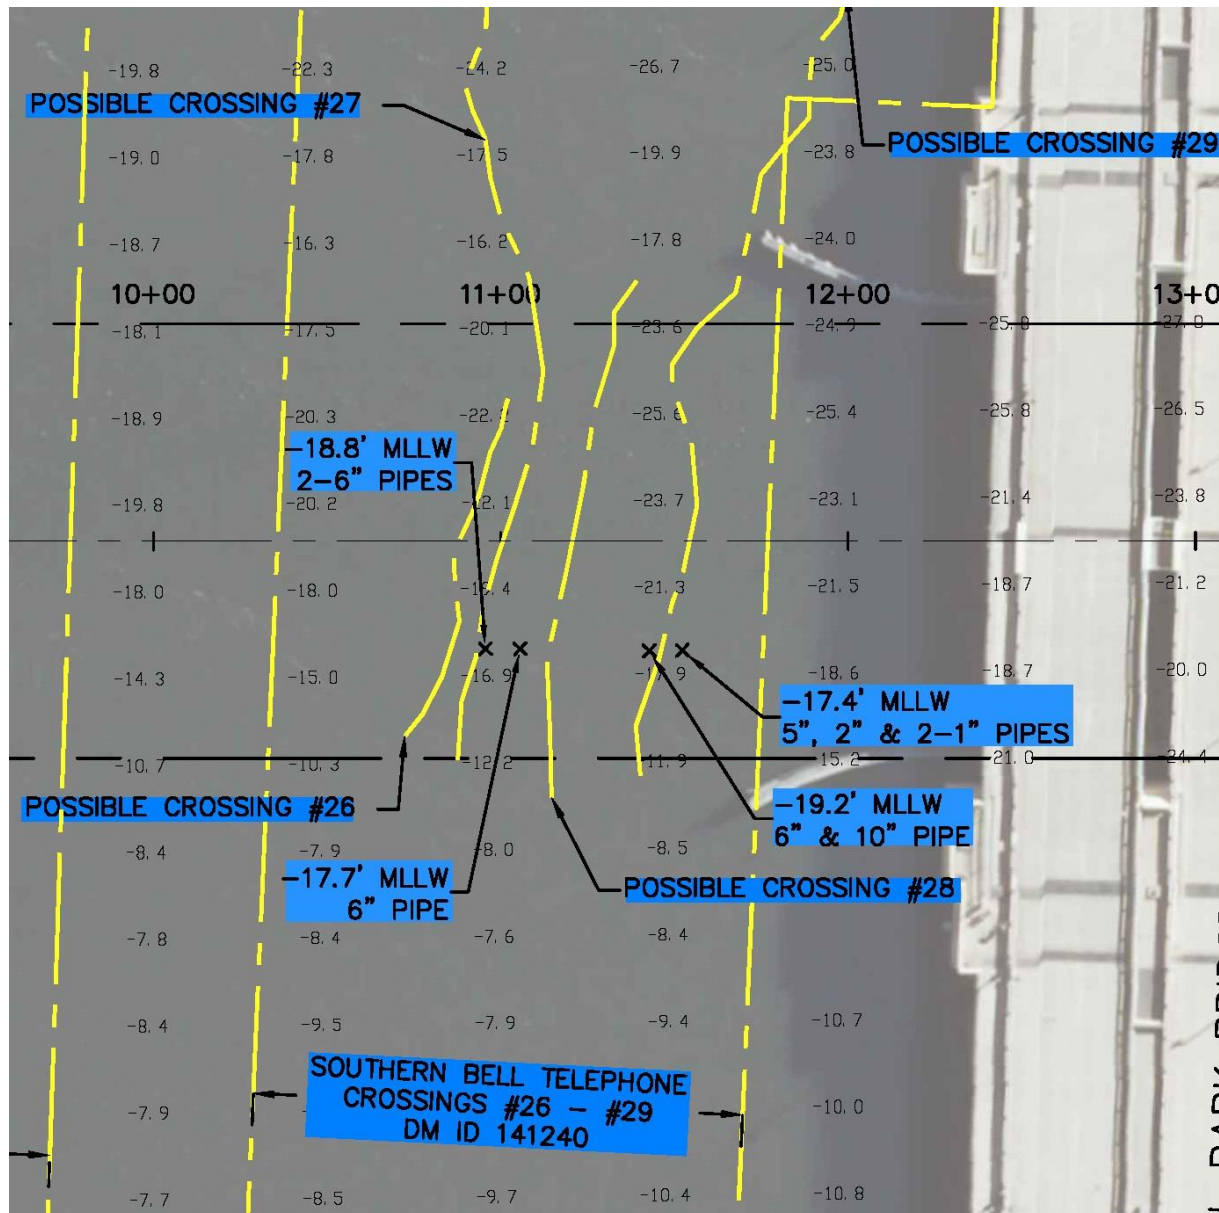 -19.8 -22.3 -24.2 -26.7 -25.0
POSSIBLE CROSSING #27
POSSIBLE CROSSING #29
-19.0 -17.8 -17.5 -19.9 -23.8
-18.7 -16.3 -16.2 -17.8 -24.0
10+00 11+00 12+00 13+0
-18.1 -17.5 -20.1 -23.6 -24.9 -25.8 -27.8
-18.9 -20.3 -25.6 -25.4 -25.8 -26.5
-18.8' MLLW
2-6" PIPES
-19.8 -20.2 -23.7 -23.1 -21.4 -23.8
-18.0 -18.0 -19.4 -21.3 -21.5 -18.7 -21.2
-14.3 -15.0 -16.9 -17.9 -18.6 -18.7 -20.0
-17.4' MLLW
5", 2" & 2-1" PIPES
-10.7 -10.3 -12.2 -11.9 -15.2 -21.0 -24.4
POSSIBLE CROSSING #26
-19.2' MLLW
6" & 10" PIPE
-8.4 -7.9 -8.0 -8.5
-17.7' MLLW
6" PIPE
POSSIBLE CROSSING #28
-7.8 -8.4 -7.6 -8.4
-8.4 -9.5 -7.9 -9.4 -10.7
SOUTHERN BELL TELEPHONE
CROSSINGS #26 - #29
DM ID 141240
-7.9 -10.0
-7.7 -8.5 -9.7 -10.4 -10.8